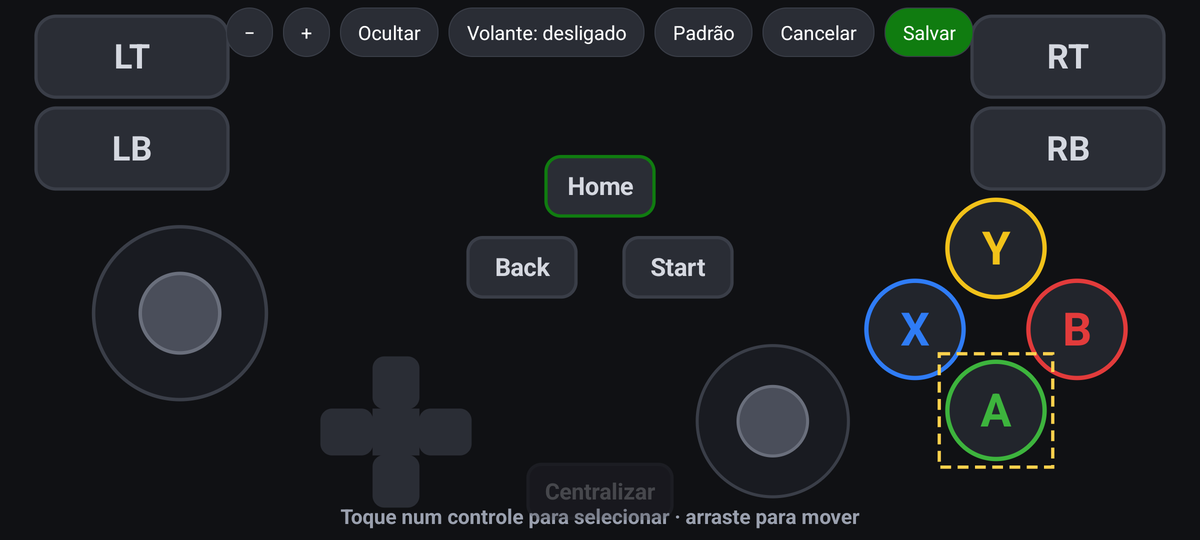 LT
−
+
Ocultar
Volante: desligado
Padrão
Cancelar
Salvar
RT
LB
RB
Home
Back
Start
Y
X
B
A
Centralizar
Toque num controle para selecionar · arraste para mover